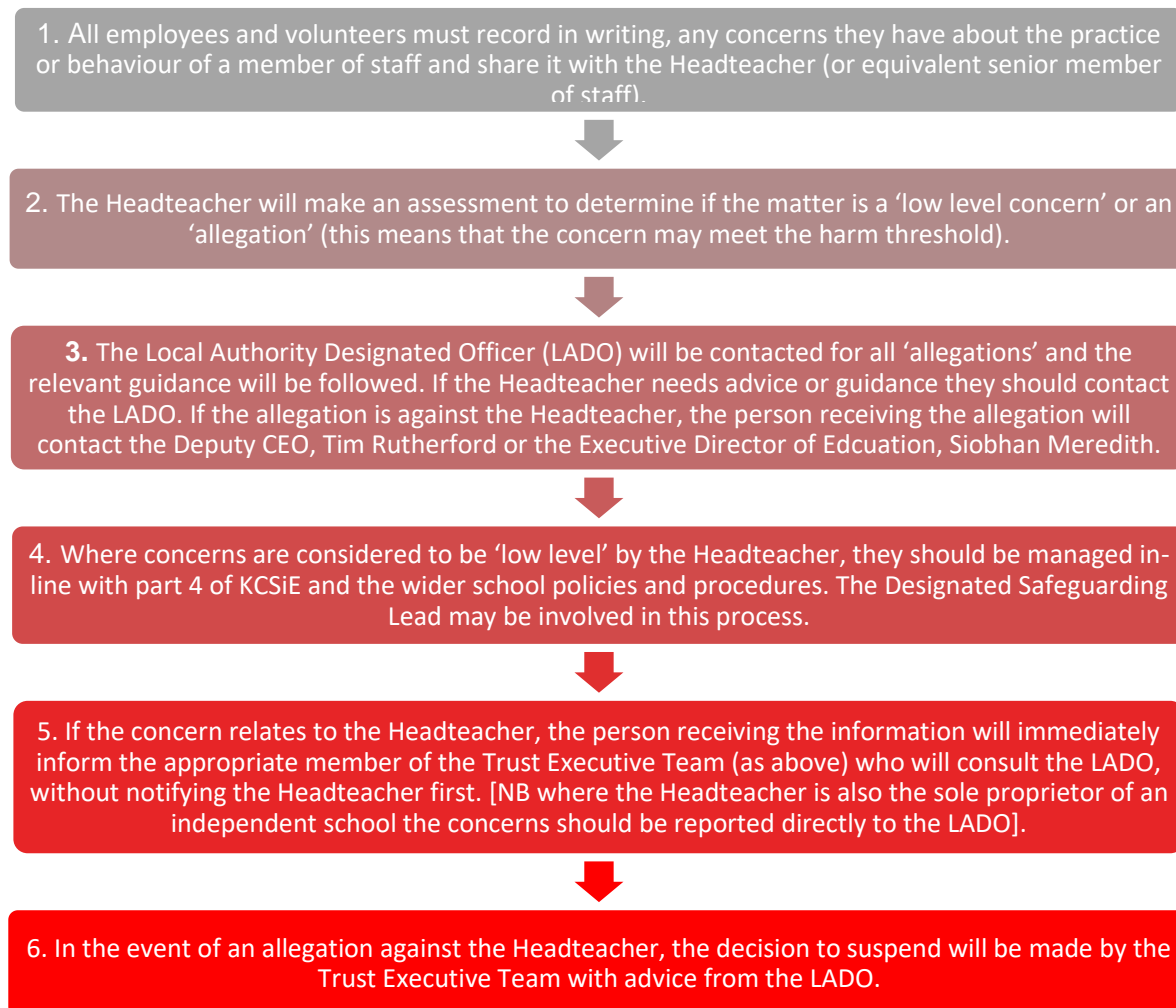 1. All employees and volunteers must record in writing, any concerns they have about the practice
or behaviour of a member of staff and share it with the Headteacher (or equivalent senior member
of staff).
2. The Headteacher will make an assessment to determine if the matter is a ‘low level concern’ or an
‘allegation’ (this means that the concern may meet the harm threshold).
3. The Local Authority Designated Officer (LADO) will be contacted for all ‘allegations’ and the
relevant guidance will be followed. If the Headteacher needs advice or guidance they should contact
the LADO. If the allegation is against the Headteacher, the person receiving the allegation will
contact the Deputy CEO, Tim Rutherford or the Executive Director of Edcuation, Siobhan Meredith.
4. Where concerns are considered to be ‘low level’ by the Headteacher, they should be managed in-
line with part 4 of KCSiE and the wider school policies and procedures. The Designated Safeguarding
Lead may be involved in this process.
5. If the concern relates to the Headteacher, the person receiving the information will immediately
inform the appropriate member of the Trust Executive Team (as above) who will consult the LADO,
without notifying the Headteacher first. [NB where the Headteacher is also the sole proprietor of an
independent school the concerns should be reported directly to the LADO].
6. In the event of an allegation against the Headteacher, the decision to suspend will be made by the
Trust Executive Team with advice from the LADO.